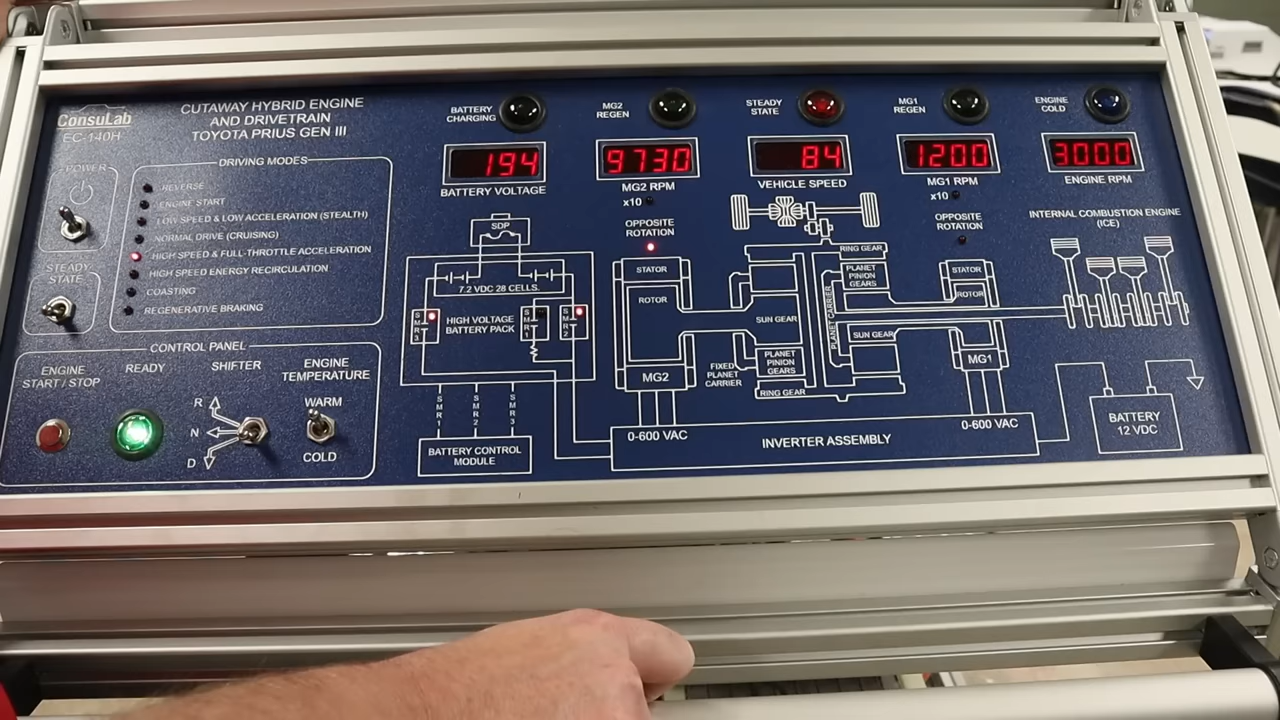 ConsuLab
EC-140H
CUTAWAY HYBRID ENGINE
AND DRIVETRAIN
TOYOTA PRIUS GEN III
POWER
STEADY
STATE
DRIVING MODES
REVERSE
ENGINE START
LOW SPEED & LOW ACCELERATION (STEALTH)
NORMAL DRIVE (CRUISING)
HIGH SPEED & FULL-THROTTLE ACCELERATION
HIGH SPEED ENERGY RECIRCULATION
COASTING
REGENERATIVE BRAKING
CONTROL PANEL
ENGINE
START / STOP
READY
SHIFTER
R
N
D
ENGINE
TEMPERATURE
WARM
COLD
BATTERY
CHARGING
194
BATTERY VOLTAGE
MG2
REGEN
9730
MG2 RPM
x10
OPPOSITE
ROTATION
STEADY
STATE
84
VEHICLE SPEED
MG1
REGEN
1200
MG1 RPM
x10
OPPOSITE
ROTATION
ENGINE
COLD
3000
ENGINE RPM
INTERNAL COMBUSTION ENGINE
(ICE)
SDP
7.2 VDC 28 CELLS.
SMR3
HIGH VOLTAGE
BATTERY PACK
SMR1
SMR2
SMR1
SMR2
SMR3
BATTERY CONTROL
MODULE
STATOR
ROTOR
MG2
SUN GEAR
PLANET
PINION
GEARS
FIXED
PLANET
CARRIER
RING GEAR
RING GEAR
PLANET
PINION
GEARS
PLANET CARRIER
SUN GEAR
STATOR
ROTOR
MG1
0-600 VAC
INVERTER ASSEMBLY
0-600 VAC
BATTERY
12 VDC